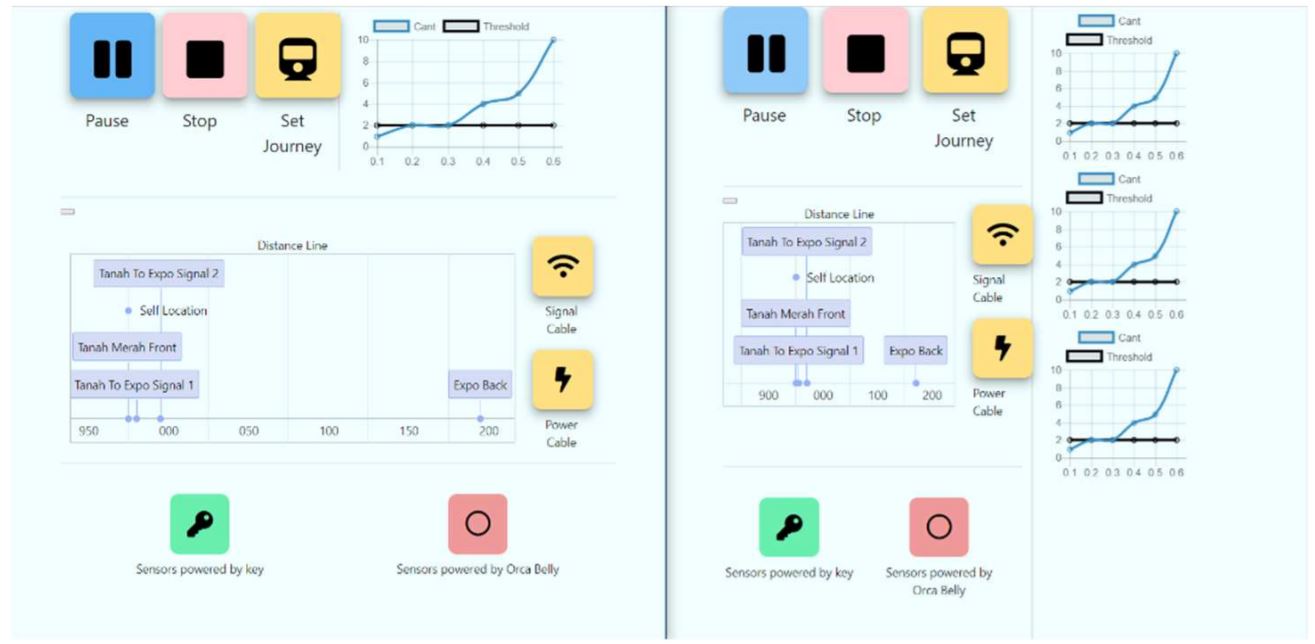 Pause
Stop
Set
Journey
Cant
Threshold
10
8
6
4
2
0
0.1 0.2 0.3 0.4 0.5 0.6
Distance Line
Tanah To Expo Signal 2
Self Location
Tanah Merah Front
Tanah To Expo Signal 1
Expo Back
950 000 050 100 150 200
Signal
Cable
Power
Cable
Sensors powered by key
Sensors powered by Orca Belly
Pause
Stop
Set
Journey
Distance Line
Tanah To Expo Signal 2
Self Location
Tanah Merah Front
Tanah To Expo Signal 1
Expo Back
900 000 100 200
Signal
Cable
Power
Cable
Sensors powered by key
Sensors powered by
Orca Belly
Cant
Threshold
10
8
6
4
2
0
0.1 0.2 0.3 0.4 0.5 0.6
Cant
Threshold
10
8
6
4
2
0
0.1 0.2 0.3 0.4 0.5 0.6
Cant
Threshold
10
8
6
4
2
0
0.1 0.2 0.3 0.4 0.5 0.6